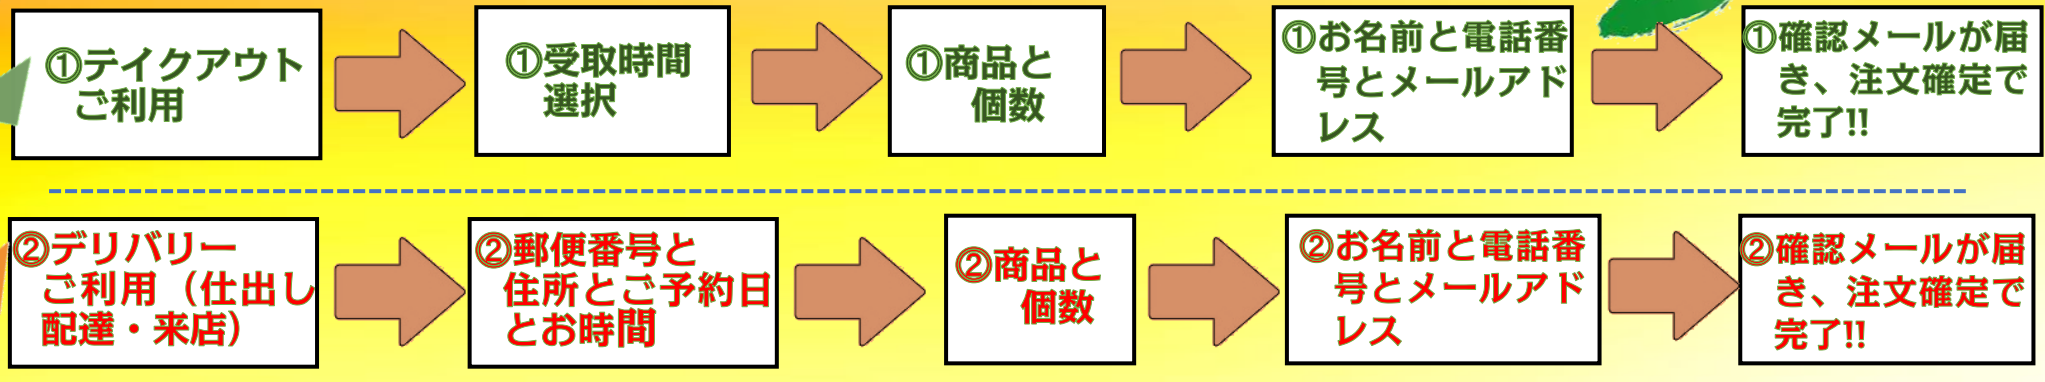 ①テイクアウト
ご利用
①受取時間
選択
①商品と
個数
①お名前と電話番
号とメールアド
レス
①確認メールが届
き、注文確定で
完了!!
②デリバリー
ご利用（仕出し
配達・来店）
②郵便番号と
住所とご予約日
とお時間
②商品と
個数
②お名前と電話番
号とメールアド
レス
②確認メールが届
き、注文確定で
完了!!